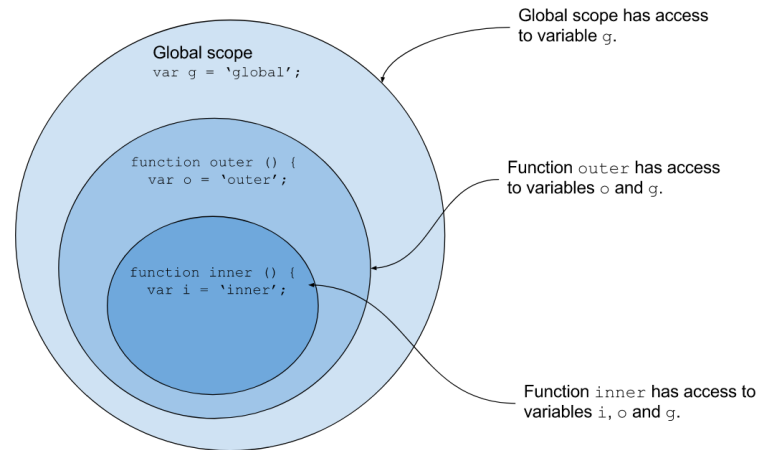 Global scope has access
to variable g.
Global scope
var g = ‘global’;
function outer () {
var o = ‘outer’;
Function outer has access
to variables o and g.
function inner () {
var i = ‘inner’;
Function inner has access to
variables i, o and g.